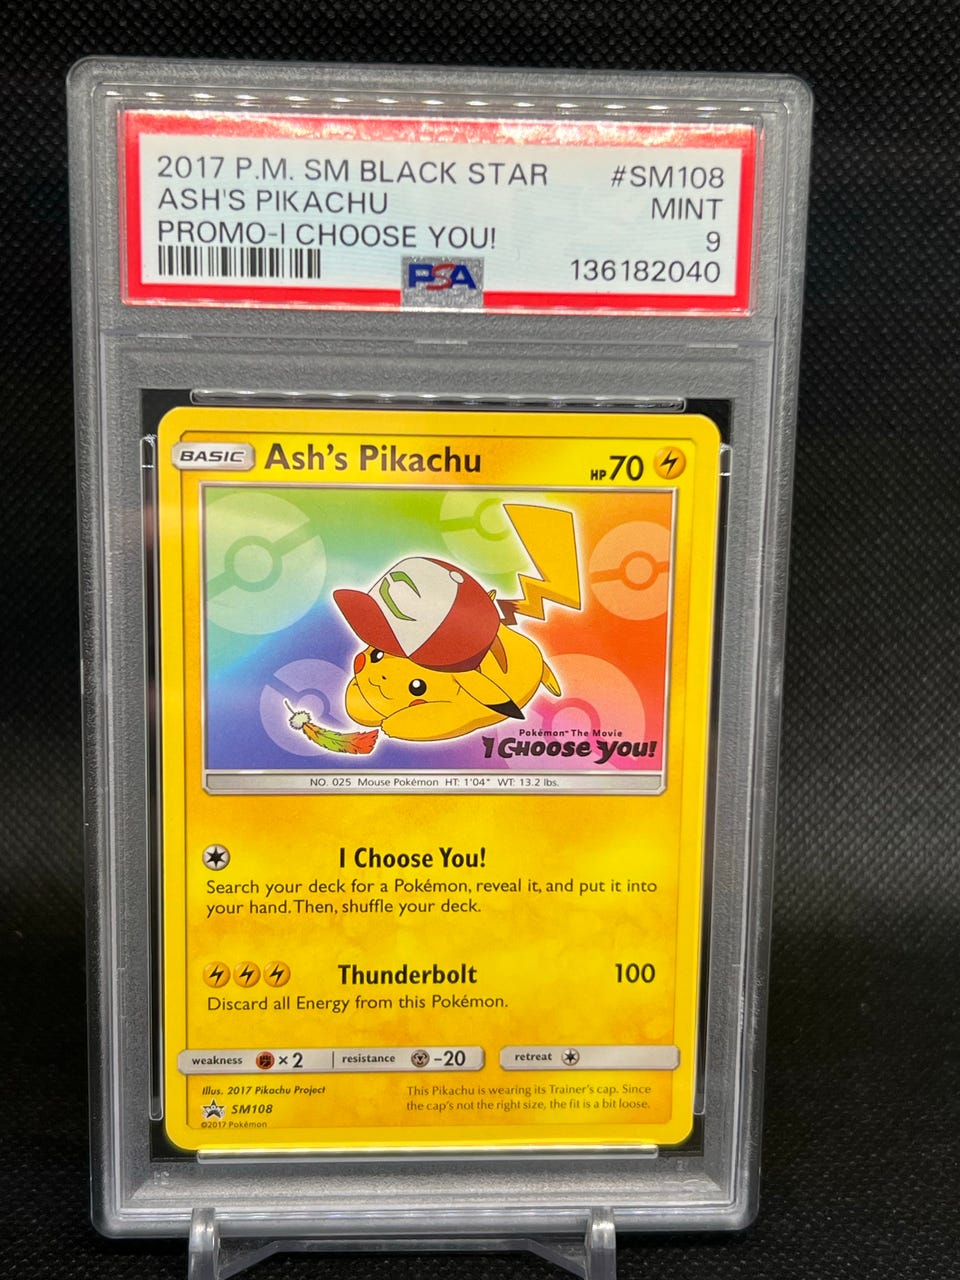 2017 P.M. SM BLACK STAR #SM108
ASH'S PIKACHU MINT
PROMO-I CHOOSE YOU! 9
PSA 136182040
BASIC Ash's Pikachu HP 70
Pokémon™ The Movie
I Choose you!
NO. 025 Mouse Pokémon HT: 1'04" WT: 13.2 lbs.
I Choose You!
Search your deck for a Pokémon, reveal it, and put it into
your hand. Then, shuffle your deck.
Thunderbolt 100
Discard all Energy from this Pokémon.
weakness ×2 resistance -20 retreat
Illus. 2017 Pikachu Project
SM108
©2017 Pokémon
This Pikachu is wearing its Trainer's cap. Since
the cap's not the right size, the fit is a bit loose.